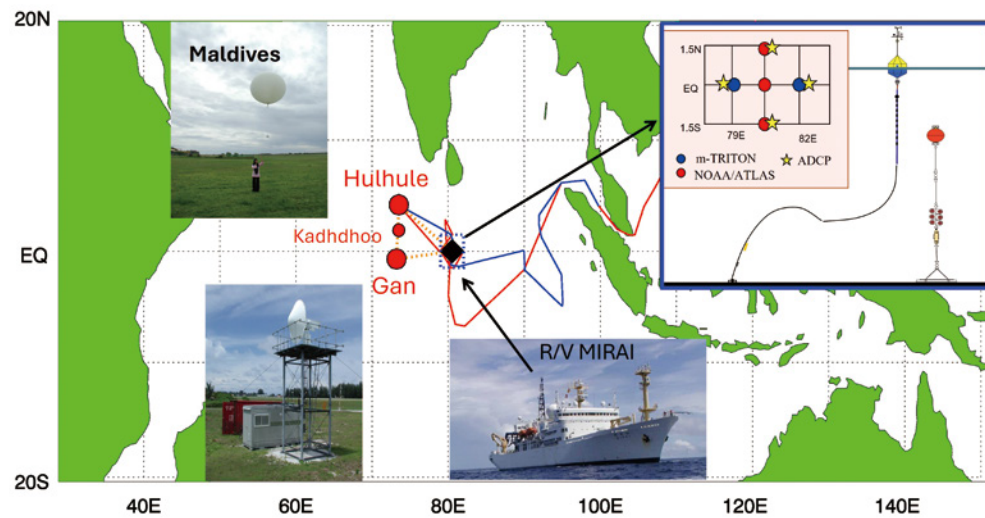 20N
Maldives
1.5N
EQ
1.5S
79E
82E
m-TRITON
ADCP
NOAA/ATLAS
Hulhule
Kadhdhoo
EQ
Gan
R/V MIRAI
20S
40E
60E
80E
100E
120E
140E